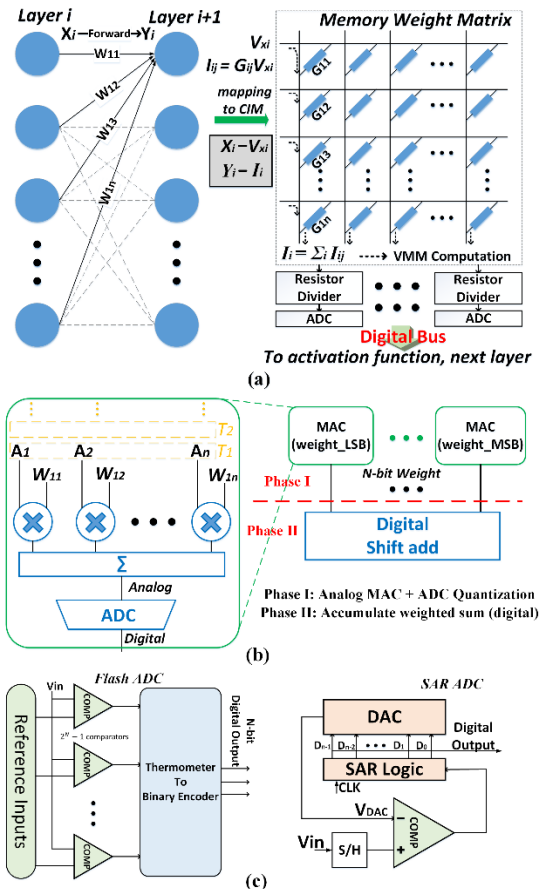 Layer i
Layer i+1
Xi—Forward→Yi
W11
W12
W13
W1n
Vxi
Iij = GijVxi
mapping
to CIM
Xi – Vxi
Yi – Ii
Memory Weight Matrix
G11
G12
G13
G1n
Ii = Σi Iij
VMM Computation
Resistor
Divider
ADC
Resistor
Divider
ADC
Digital Bus
To activation function, next layer
(a)
T2
T1
A1
A2
An
W11
W12
W1n
Σ
Analog
ADC
Digital
MAC
(weight_LSB)
MAC
(weight_MSB)
N-bit Weight
Phase I
Phase II
Digital
Shift add
Phase I: Analog MAC + ADC Quantization
Phase II: Accumulate weighted sum (digital)
(b)
Flash ADC
Vin
Reference Inputs
COMP
2^N – 1 comparators
COMP
COMP
Thermometer
To
Binary Encoder
N-bit
Digital Output
SAR ADC
DAC
Digital
Output
Dn-1
Dn-2
D1
D0
SAR Logic
CLK
VDAC
COMP
Vin
S/H
(c)